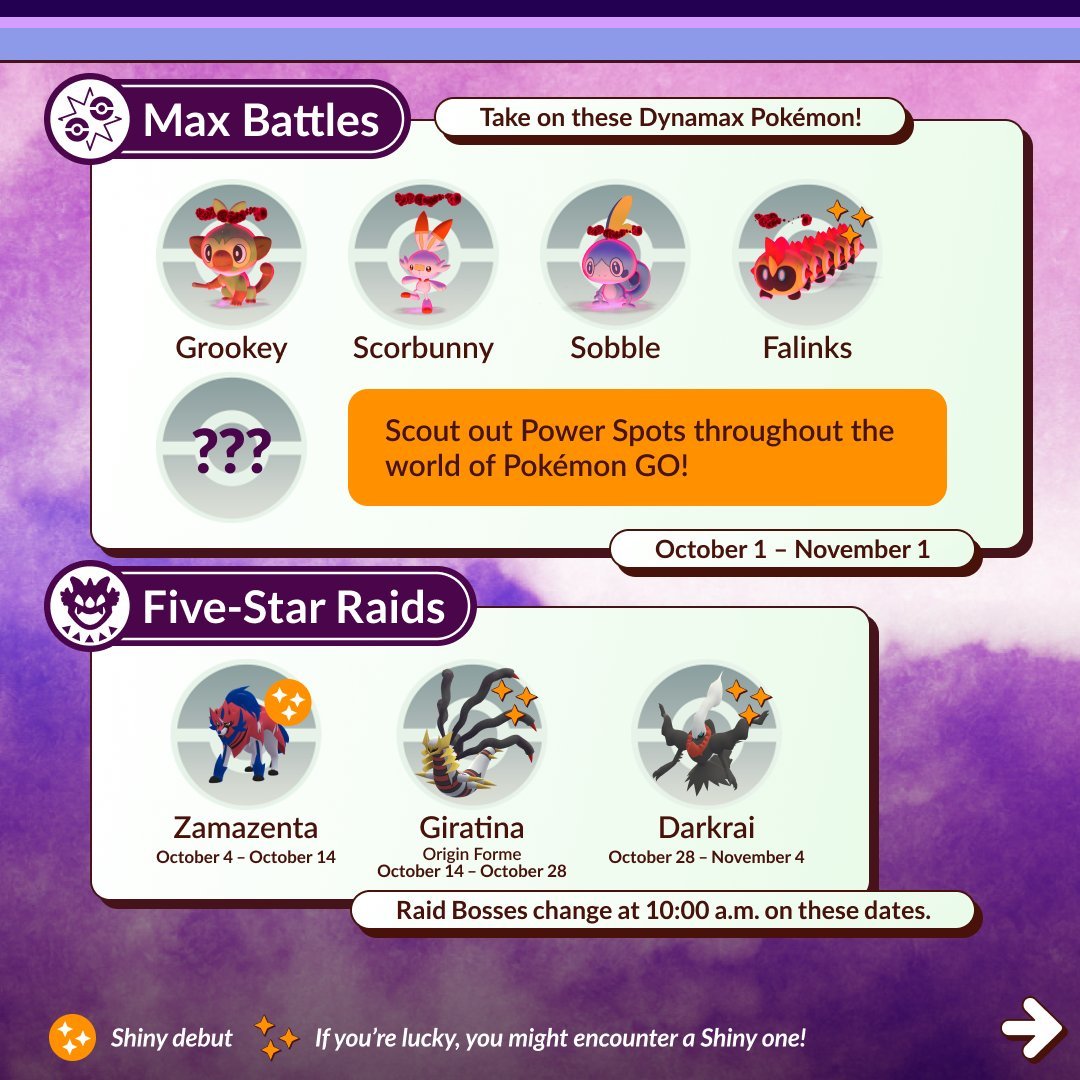 Max Battles
Take on these Dynamax Pokémon!
Grookey
Scorbunny
Sobble
Falinks
???
Scout out Power Spots throughout the
world of Pokémon GO!
October 1 – November 1
Five-Star Raids
Zamazenta
October 4 – October 14
Giratina
Origin Forme
October 14 – October 28
Darkrai
October 28 – November 4
Raid Bosses change at 10:00 a.m. on these dates.
Shiny debut
If you're lucky, you might encounter a Shiny one!